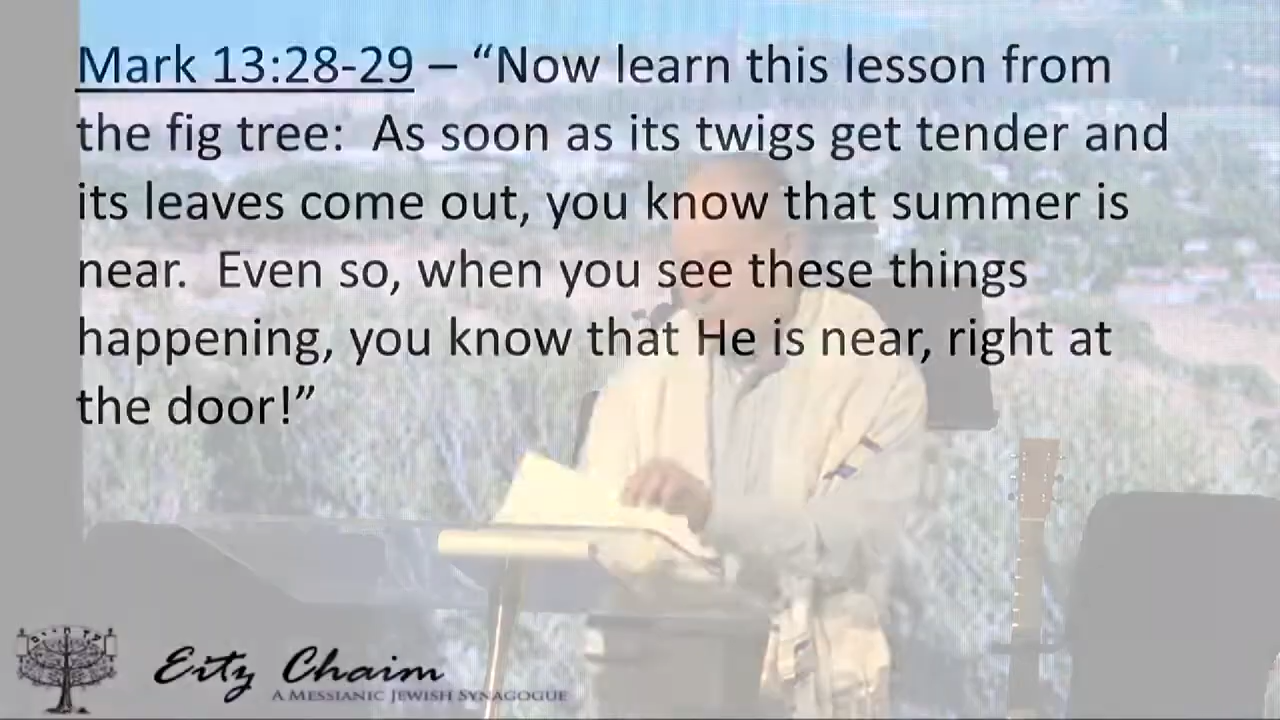 Mark 13:28-29 – “Now learn this lesson from
the fig tree:  As soon as its twigs get tender and
its leaves come out, you know that summer is
near.  Even so, when you see these things
happening, you know that He is near, right at
the door!”
Eitz Chaim
A MESSIANIC JEWISH SYNAGOGUE